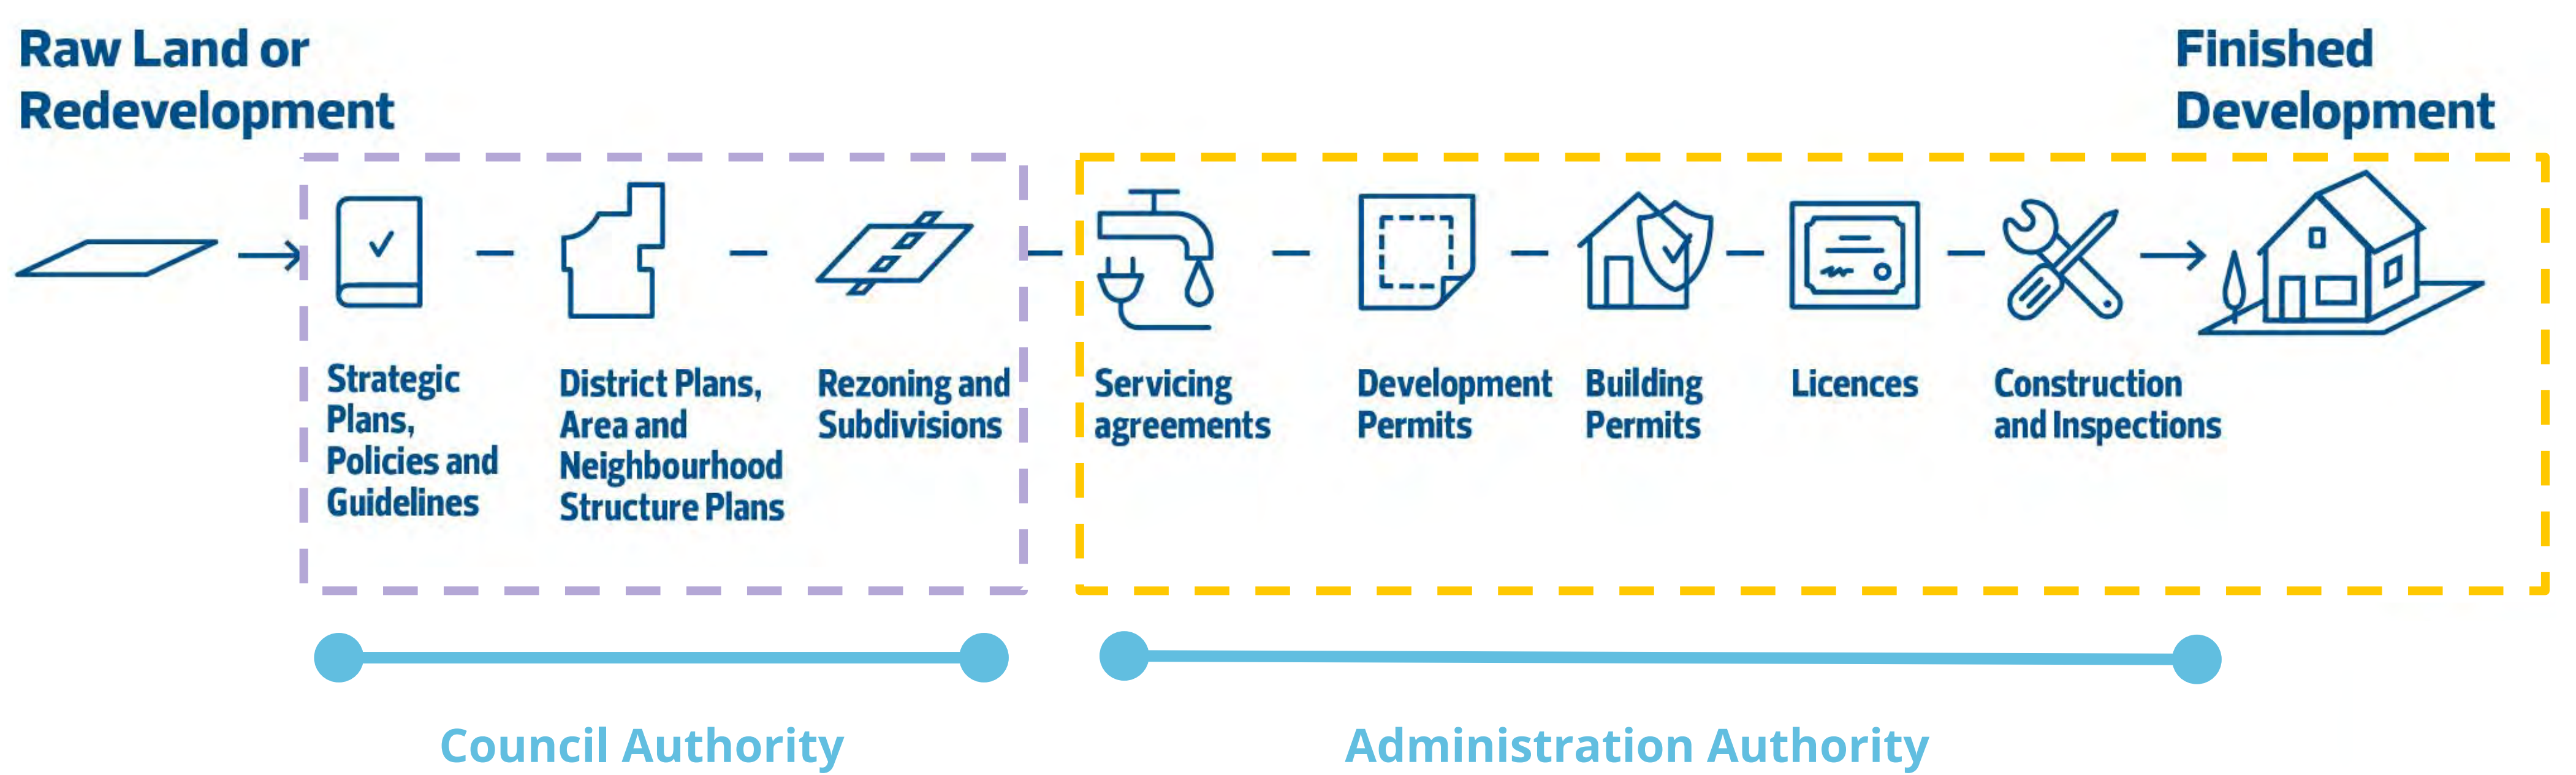 Raw Land or
Redevelopment
Finished
Development
Strategic
Plans,
Policies and
Guidelines
District Plans,
Area and
Neighbourhood
Structure Plans
Rezoning and
Subdivisions
Servicing
agreements
Development
Permits
Building
Permits
Licences
Construction
and Inspections
Council Authority
Administration Authority